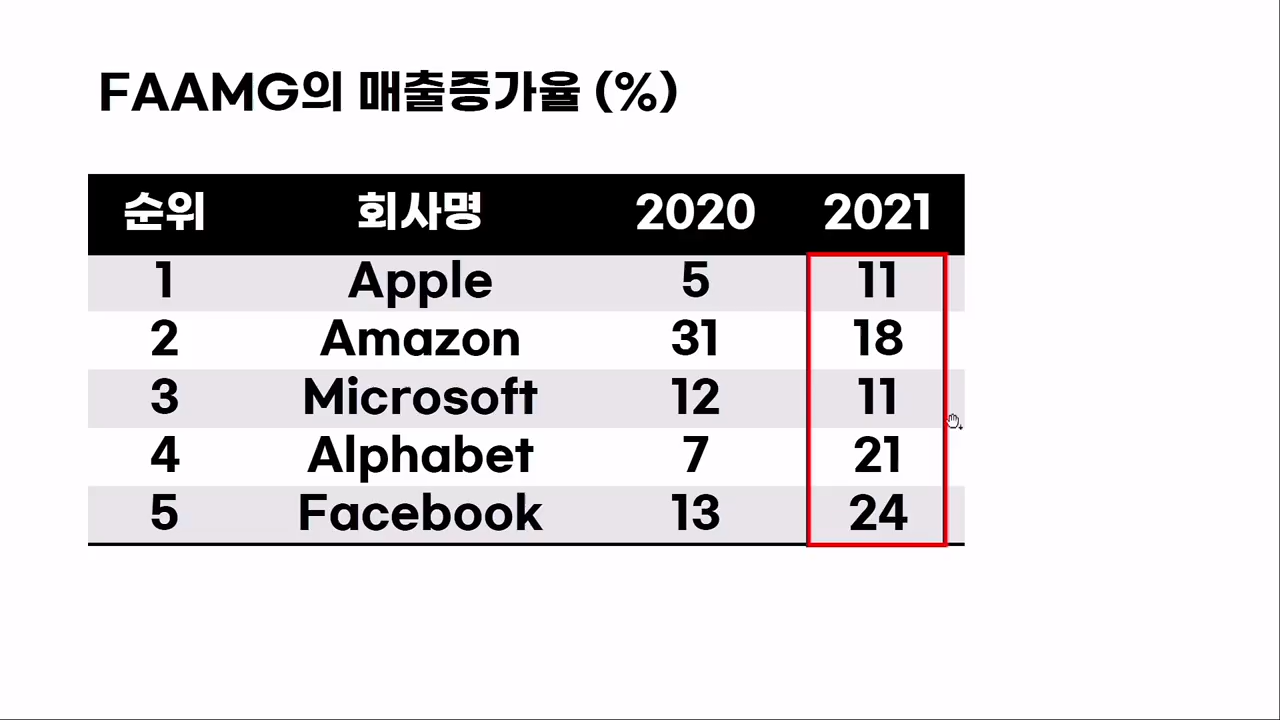 FAAMG의 매출증가율 (%)
순위 회사명 2020 2021
1 Apple 5 11
2 Amazon 31 18
3 Microsoft 12 11
4 Alphabet 7 21
5 Facebook 13 24